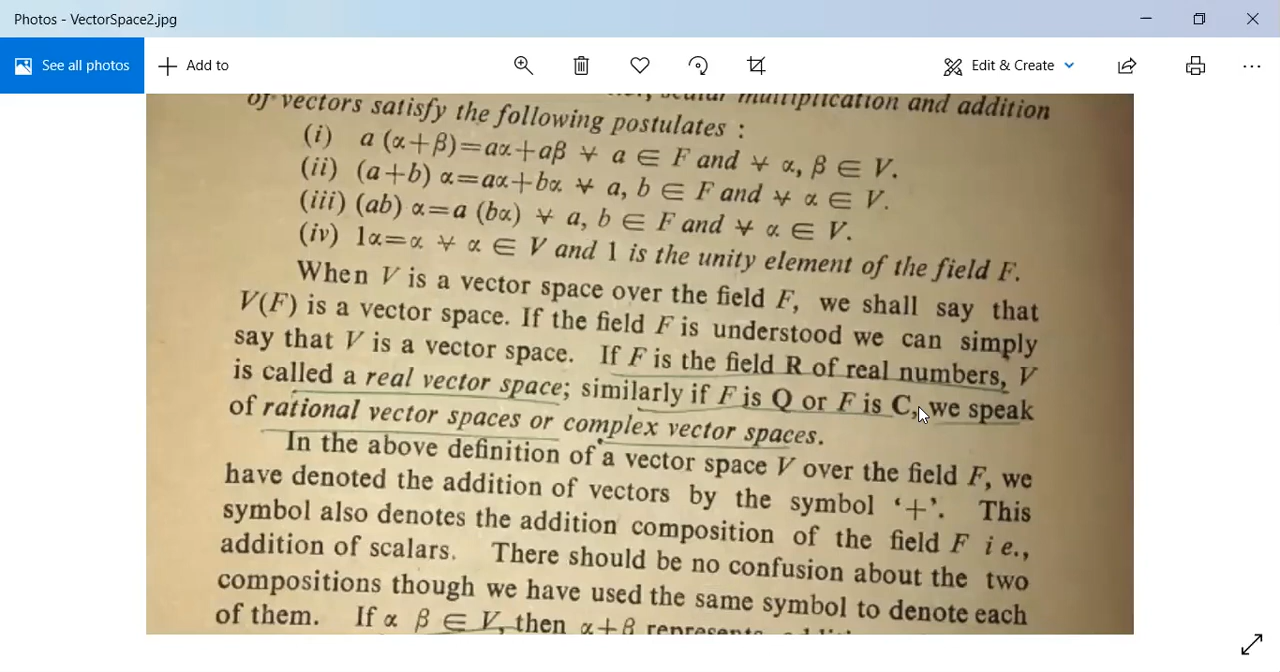 Photos - VectorSpace2.jpg
See all photos
Add to
Edit & Create
of vectors satisfy the following postulates : scalar multiplication and addition
(i) a (α+β)=aα+aβ ∀ a ∈ F and ∀ α, β ∈ V.
(ii) (a+b) α=aα+bα ∀ a, b ∈ F and ∀ α ∈ V.
(iii) (ab) α=a (bα) ∀ a, b ∈ F and ∀ α ∈ V.
(iv) 1α=α ∀ α ∈ V and 1 is the unity element of the field F.
When V is a vector space over the field F, we shall say that
V(F) is a vector space. If the field F is understood we can simply
say that V is a vector space. If F is the field R of real numbers, V
is called a real vector space; similarly if F is Q or F is C, we speak
of rational vector spaces or complex vector spaces.
In the above definition of a vector space V over the field F, we
have denoted the addition of vectors by the symbol ‘+’. This
symbol also denotes the addition composition of the field F i e.,
addition of scalars. There should be no confusion about the two
compositions though we have used the same symbol to denote each
of them. If α β ∈ V, then α+β represents